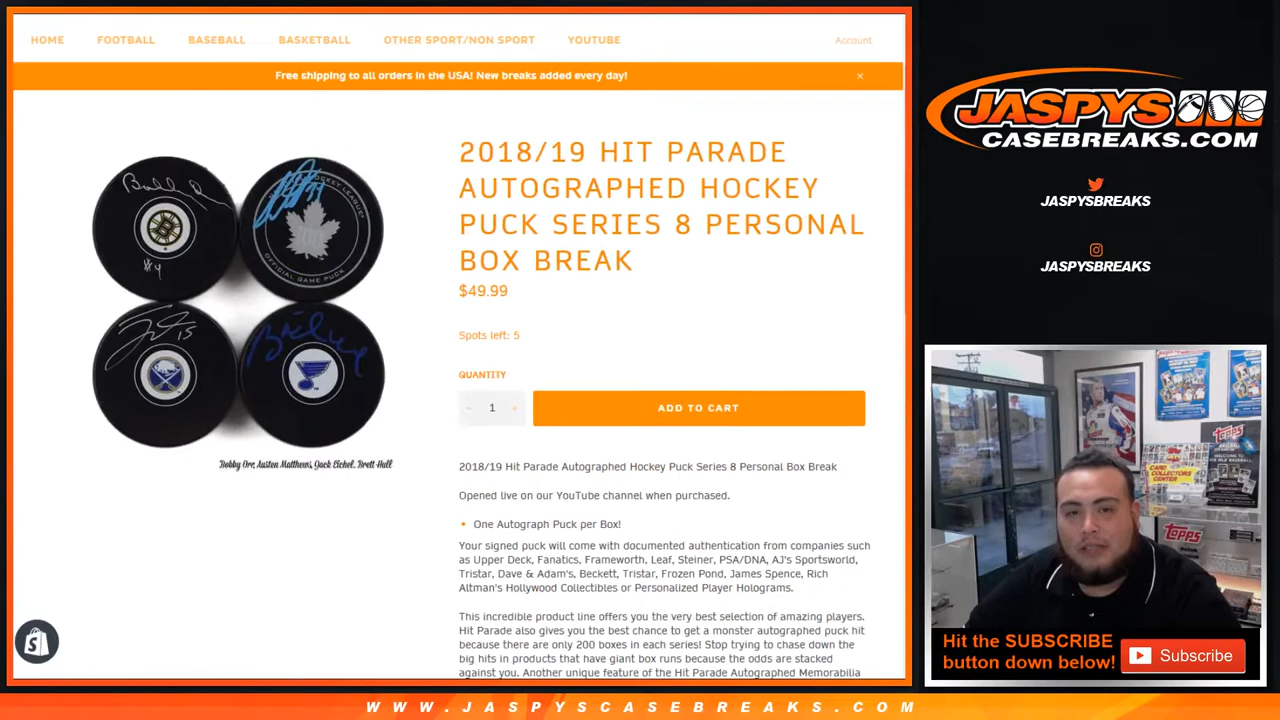 HOME FOOTBALL BASEBALL BASKETBALL OTHER SPORT/NON SPORT YOUTUBE Account
Free shipping to all orders in the USA! New breaks added every day! ×
2018/19 HIT PARADE
AUTOGRAPHED HOCKEY
PUCK SERIES 8 PERSONAL
BOX BREAK
$49.99
Spots left: 5
QUANTITY
- 1 + ADD TO CART
OFFICIAL GAME PUCK
#4
Bobby Orr, Austen Matthews, Jack Eichel, Brett Hull
2018/19 Hit Parade Autographed Hockey Puck Series 8 Personal Box Break
Opened live on our YouTube channel when purchased.
• One Autograph Puck per Box!
Your signed puck will come with documented authentication from companies such
as Upper Deck, Fanatics, Frameworth, Leaf, Steiner, PSA/DNA, AJ's Sportsworld,
Tristar, Dave & Adam's, Beckett, Tristar, Frozen Pond, James Spence, Rich
Altman's Hollywood Collectibles or Personalized Player Holograms.
This incredible product line offers you the very best selection of amazing players.
Hit Parade also gives you the best chance to get a monster autographed puck hit
because there are only 200 boxes in each series! Stop trying to chase down the
big hits in products that have giant box runs because the odds are stacked
against you. Another unique feature of the Hit Parade Autographed Memorabilia
JASPYS
CASEBREAKS.COM
JASPYSBREAKS
JASPYSBREAKS
topps
CARD
COLLECTORS
CENTER
topps
Hit the SUBSCRIBE
button down below!
Subscribe
WWW.JASPYSCASEBREAKS.COM